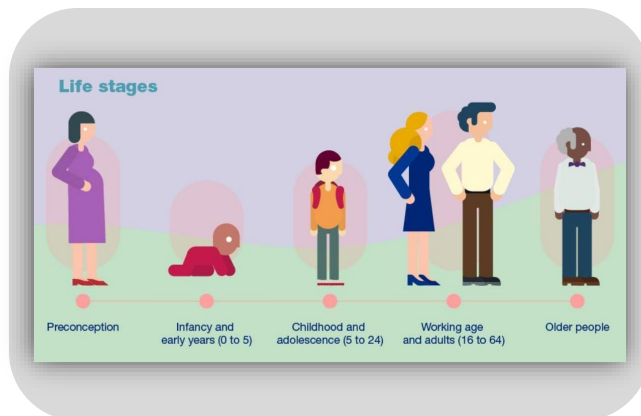 Life stages
Preconception
Infancy and
early years (0 to 5)
Childhood and
adolescence (5 to 24)
Working age
and adults (16 to 64)
Older people